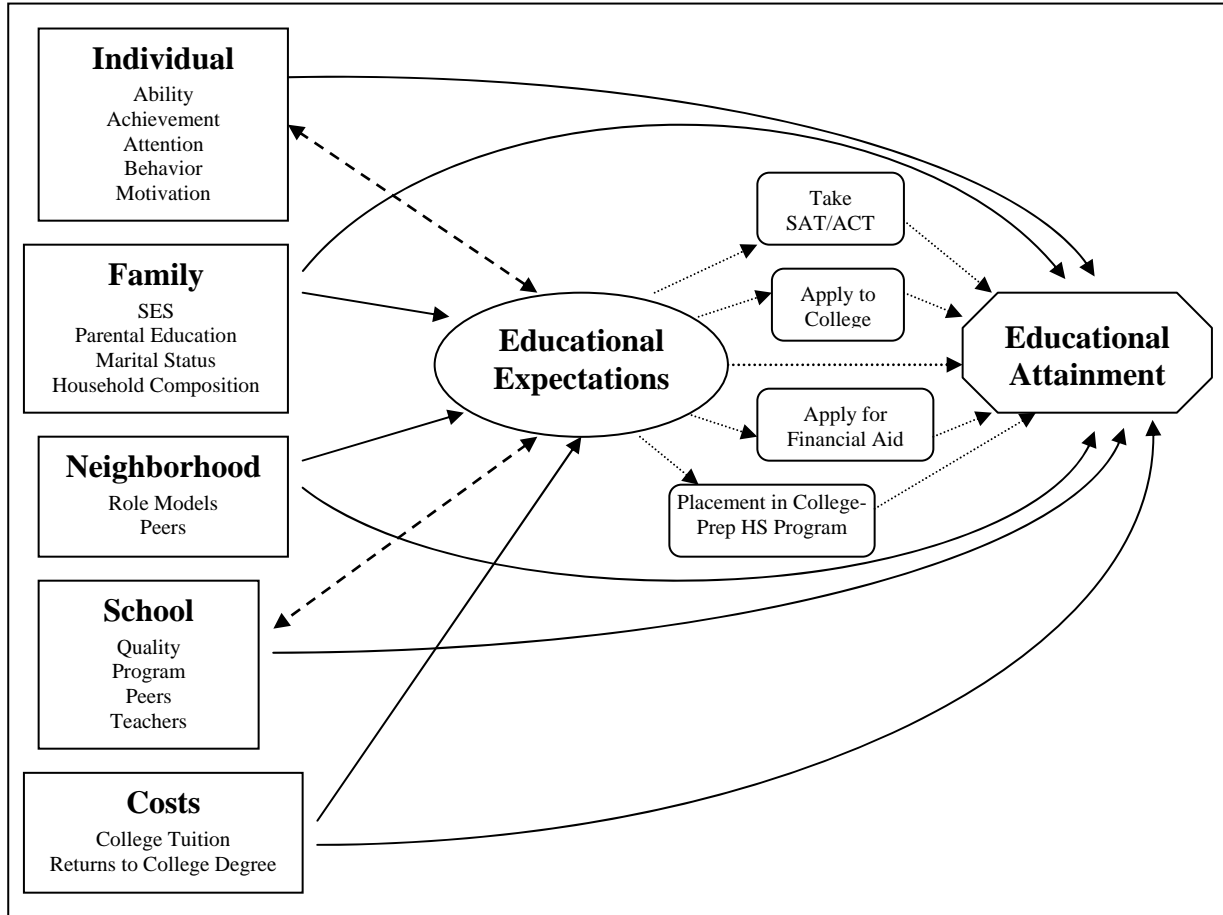 Individual
Ability
Achievement
Attention
Behavior
Motivation
Family
SES
Parental Education
Marital Status
Household Composition
Neighborhood
Role Models
Peers
School
Quality
Program
Peers
Teachers
Costs
College Tuition
Returns to College Degree
Educational
Expectations
Take
SAT/ACT
Apply to
College
Apply for
Financial Aid
Placement in College-
Prep HS Program
Educational
Attainment